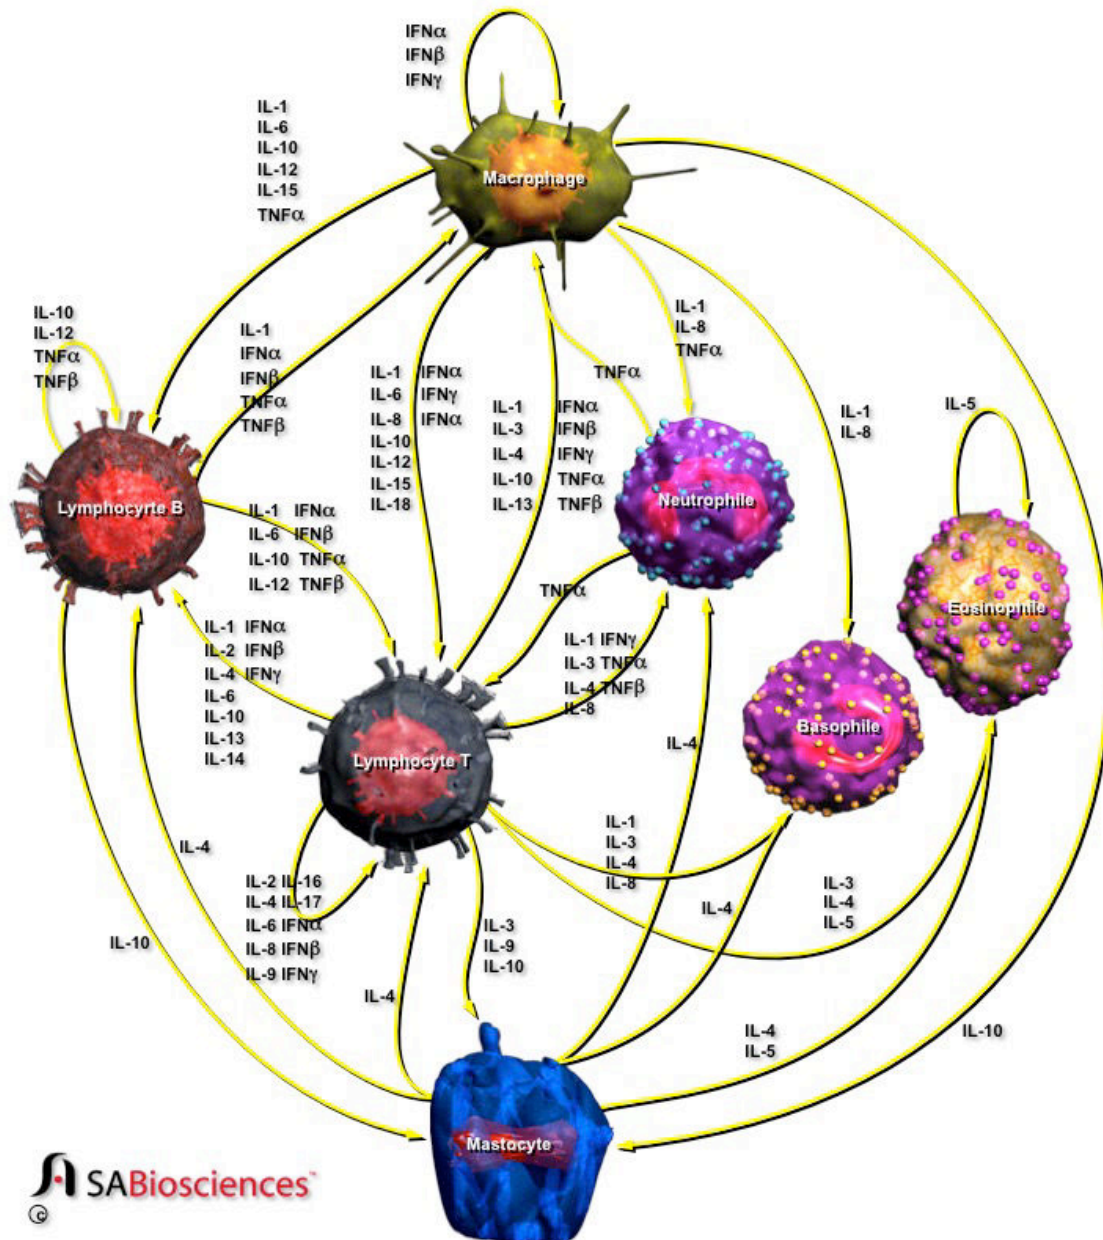 IFNα
IFNβ
IFNγ
IL-1
IL-6
IL-10
IL-12
IL-15
TNFα
Macrophage
IL-10
IL-12
TNFα
TNFβ
IL-1
IFNα
IFNβ
TNFα
TNFβ
IL-1 IFNα
IL-6 IFNγ
IL-8 IFNα
IL-10
IL-12
IL-15
IL-18
IL-1 IFNα
IL-3 IFNβ
IL-4 IFNγ
IL-10 TNFα
IL-13 TNFβ
TNFα
IL-1
IL-8
TNFα
IL-1
IL-8
IL-5
Lymphocyrte B
Neutrophile
Eosinophile
IL-1 IFNα
IL-6 IFNβ
IL-10 TNFα
IL-12 TNFβ
TNFα
IL-1 IFNα
IL-2 IFNβ
IL-4 IFNγ
IL-6
IL-10
IL-13
IL-14
IL-1 IFNγ
IL-3 TNFα
IL-4 TNFβ
IL-8
Lymphocyte T
Basophile
IL-4
IL-4
IL-1
IL-3
IL-4
IL-8
IL-2 IL-16
IL-4 IL-17
IL-6 IFNα
IL-8 IFNβ
IL-9 IFNγ
IL-10
IL-3
IL-9
IL-10
IL-4
IL-4
IL-3
IL-4
IL-5
IL-4
IL-5
IL-10
Mastocyte
SABiosciences™
©